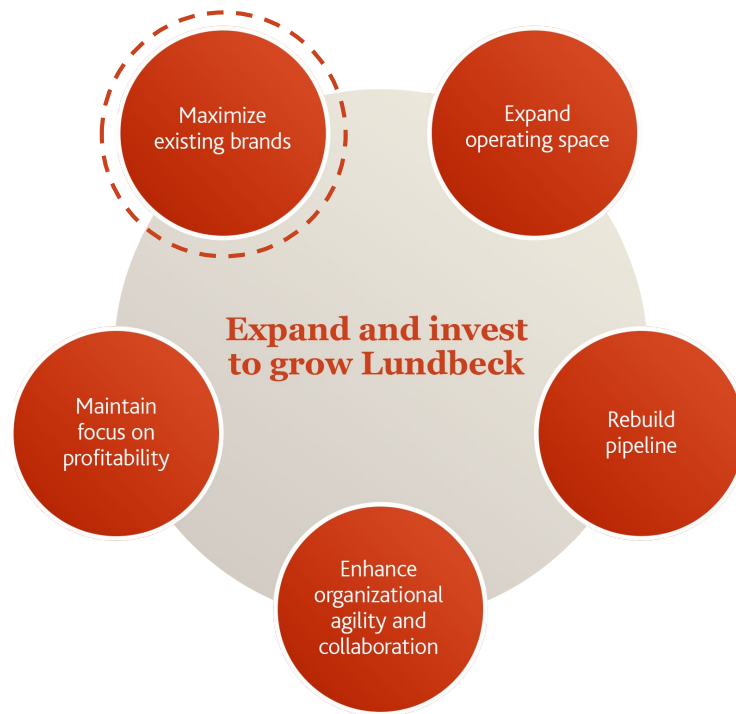 Maximize
existing brands
Expand
operating space
Expand and invest
to grow Lundbeck
Maintain
focus on
profitability
Rebuild
pipeline
Enhance
organizational
agility and
collaboration